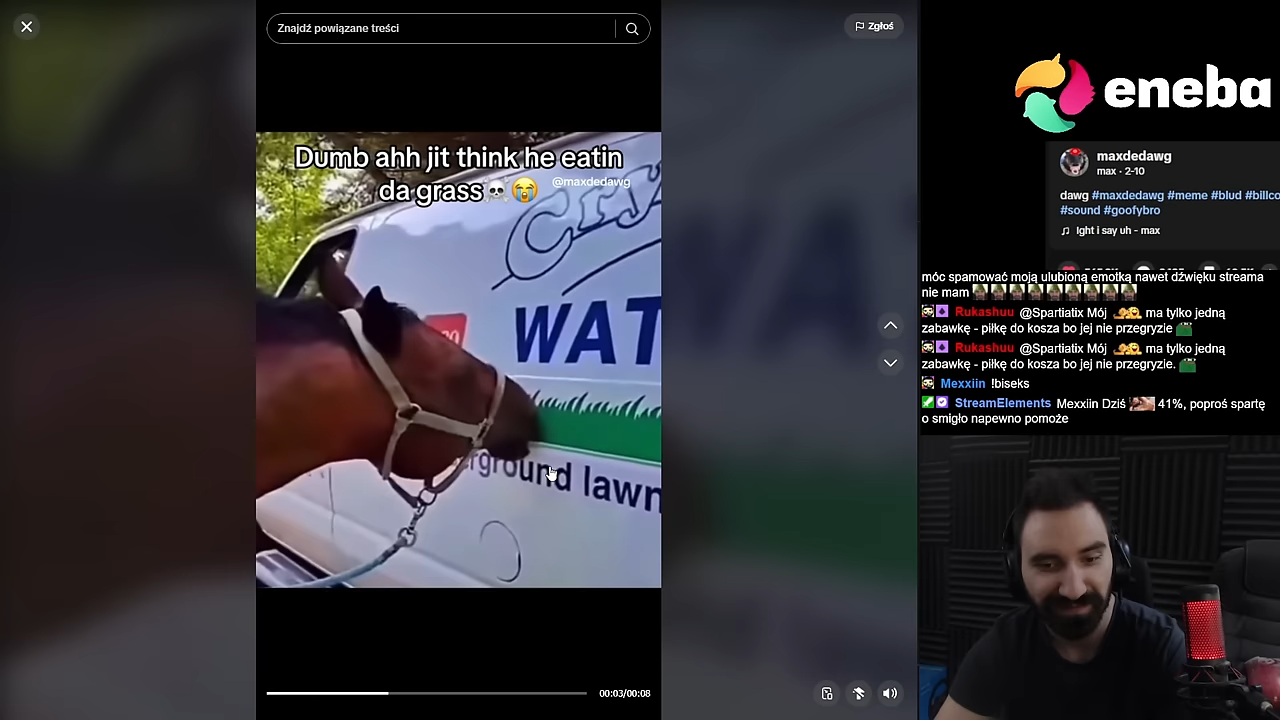 Znajdź powiązane treści
Zgłoś
Dumb ahh jit think he eatin
da grass💀😭
@maxdedawg
WAT
ground lawn
00:03/00:08
eneba
maxdedawg
max · 2-10
dawg #maxdedawg #meme #blud #billco
#sound #goofybro
Ight i say uh - max
móc spamować moją ulubioną emotką nawet dźwięku streama
nie mam
Rukashuu @Spartiatix Mój ma tylko jedną
zabawkę - piłkę do kosza bo jej nie przegryzie
Rukashuu @Spartiatix Mój ma tylko jedną
zabawkę - piłkę do kosza bo jej nie przegryzie.
Mexxiin !biseks
StreamElements Mexxiin Dziś 41%, poproś spartę
o smigło napewno pomoże